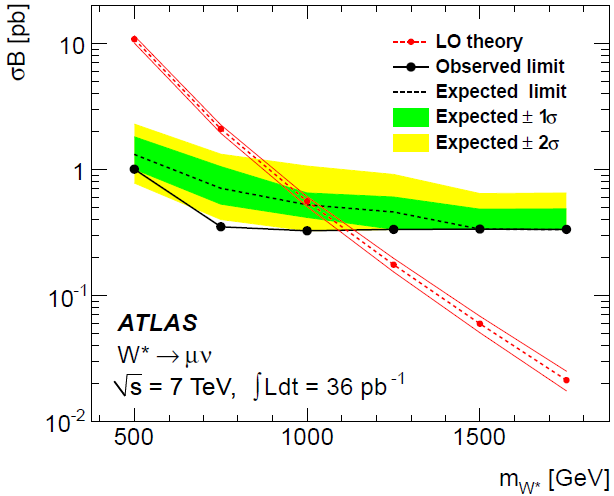 σB [pb]
10
1
10⁻¹
10⁻²
LO theory
Observed limit
Expected limit
Expected ± 1σ
Expected ± 2σ
ATLAS
W* → μν
√s = 7 TeV, ∫Ldt = 36 pb⁻¹
500 1000 1500
m_W* [GeV]